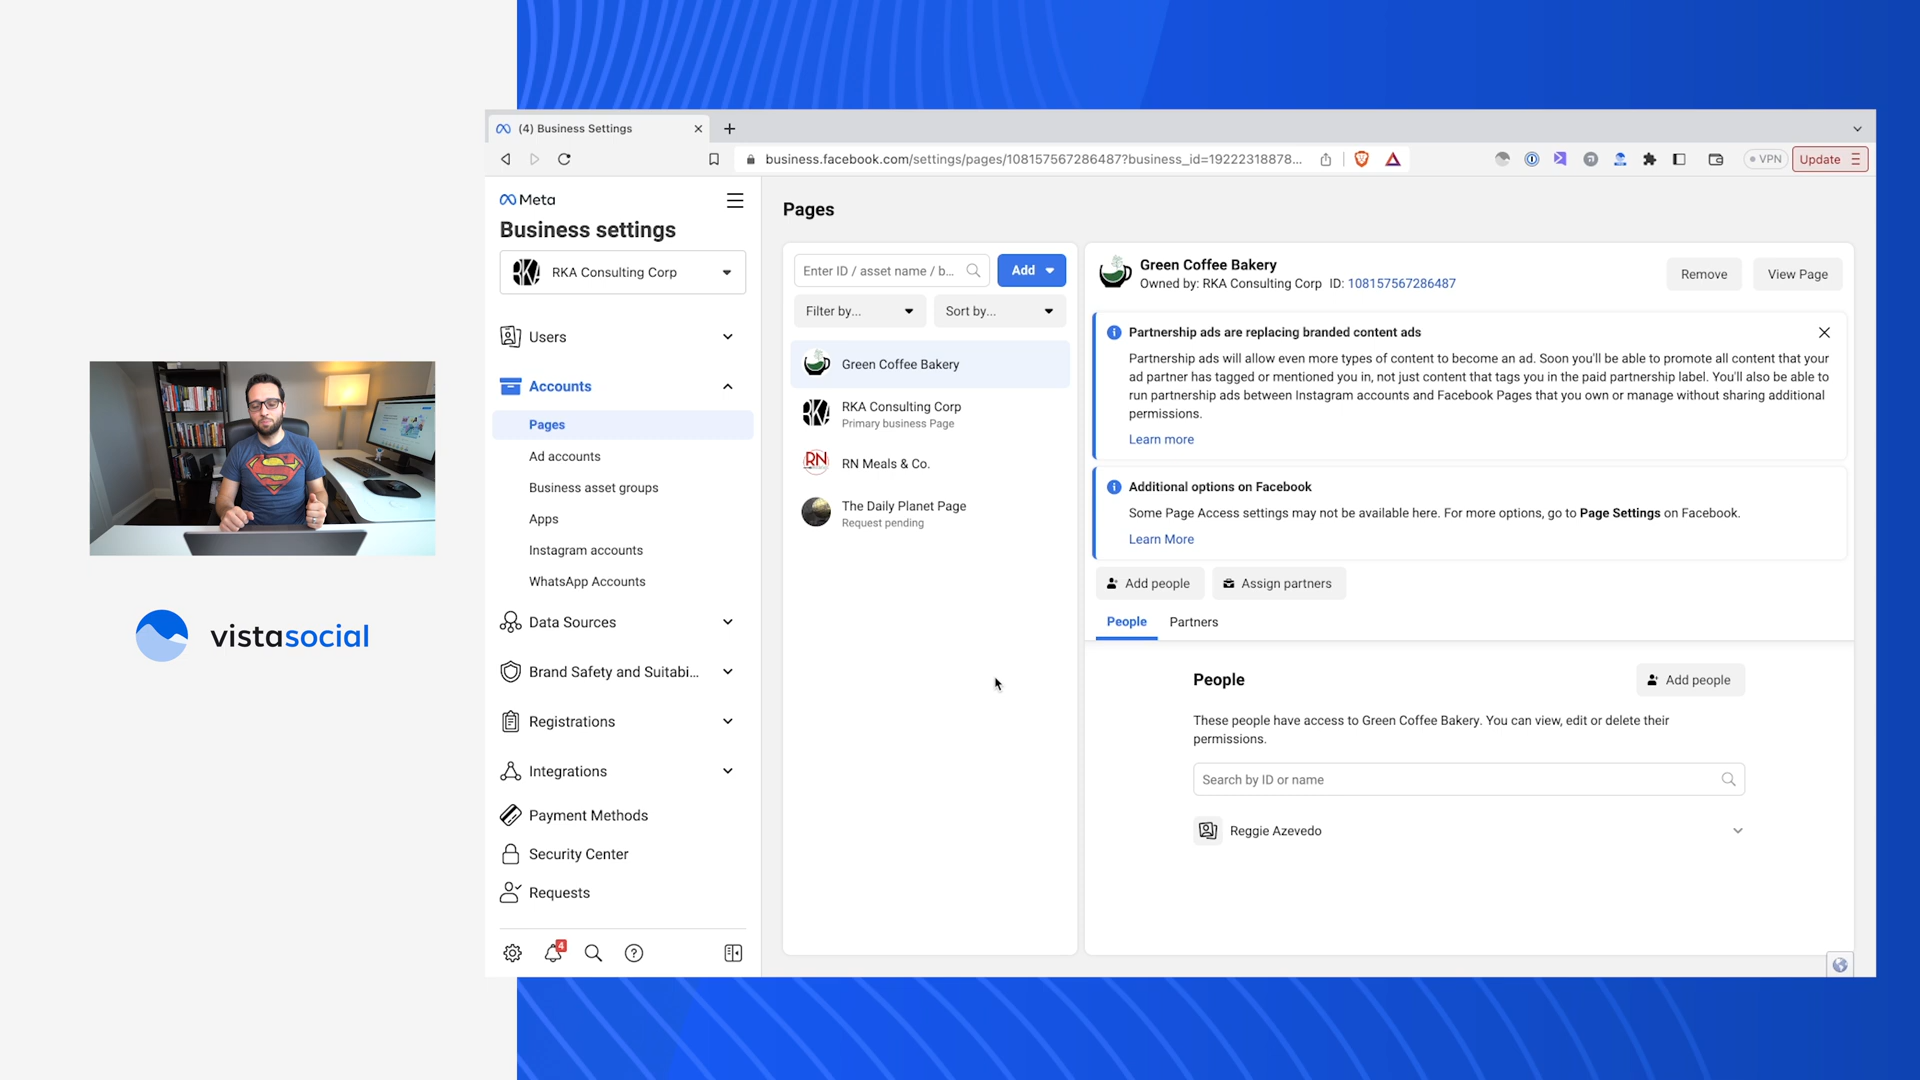 (4) Business Settings
business.facebook.com/settings/pages/108157567286487?business_id=19222318878...
VPN
Update
Meta
Business settings
RKA Consulting Corp
Users
Accounts
Pages
Ad accounts
Business asset groups
Apps
Instagram accounts
WhatsApp Accounts
Data Sources
Brand Safety and Suitabi...
Registrations
Integrations
Payment Methods
Security Center
Requests
4
Pages
Enter ID / asset name / b...
Add
Filter by...
Sort by...
Green Coffee Bakery
RKA Consulting Corp
Primary business Page
RN Meals & Co.
The Daily Planet Page
Request pending
Green Coffee Bakery
Owned by: RKA Consulting Corp ID: 108157567286487
Remove
View Page
Partnership ads are replacing branded content ads
Partnership ads will allow even more types of content to become an ad. Soon you'll be able to promote all content that your
ad partner has tagged or mentioned you in, not just content that tags you in the paid partnership label. You'll also be able to
run partnership ads between Instagram accounts and Facebook Pages that you own or manage without sharing additional
permissions.
Learn more
Additional options on Facebook
Some Page Access settings may not be available here. For more options, go to Page Settings on Facebook.
Learn More
Add people
Assign partners
People
Partners
People
Add people
These people have access to Green Coffee Bakery. You can view, edit or delete their
permissions.
Search by ID or name
Reggie Azevedo
vistasocial